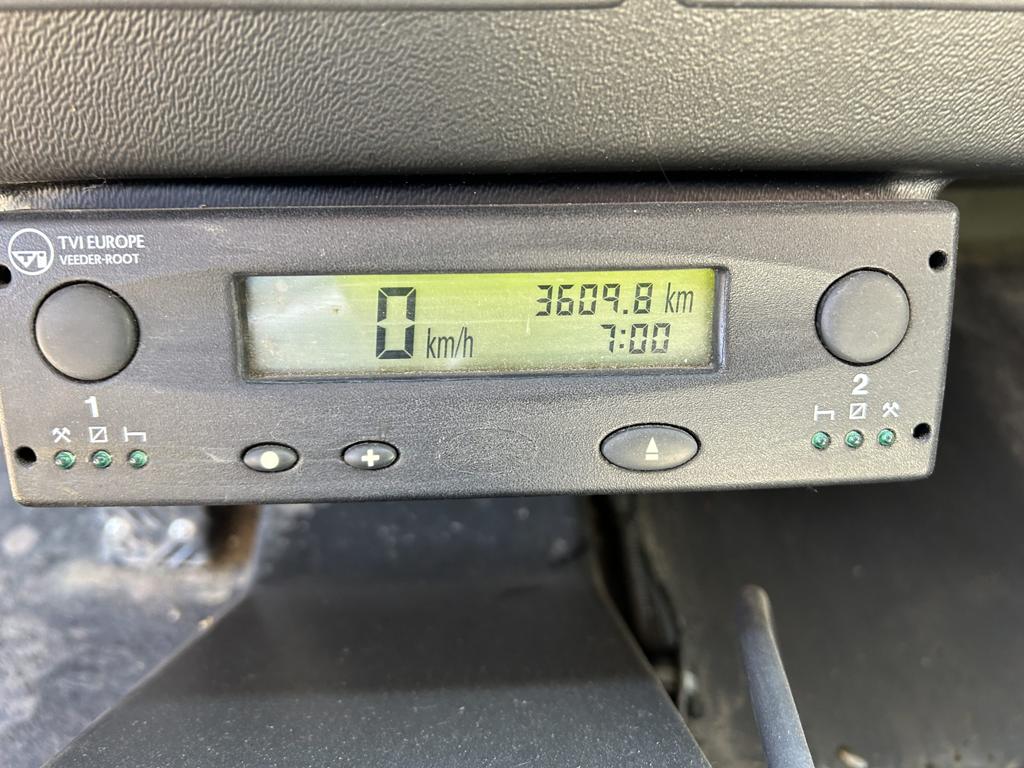 TVI EUROPE
VEEDER-ROOT
0 km/h
3609.8 km
7:00
1
2